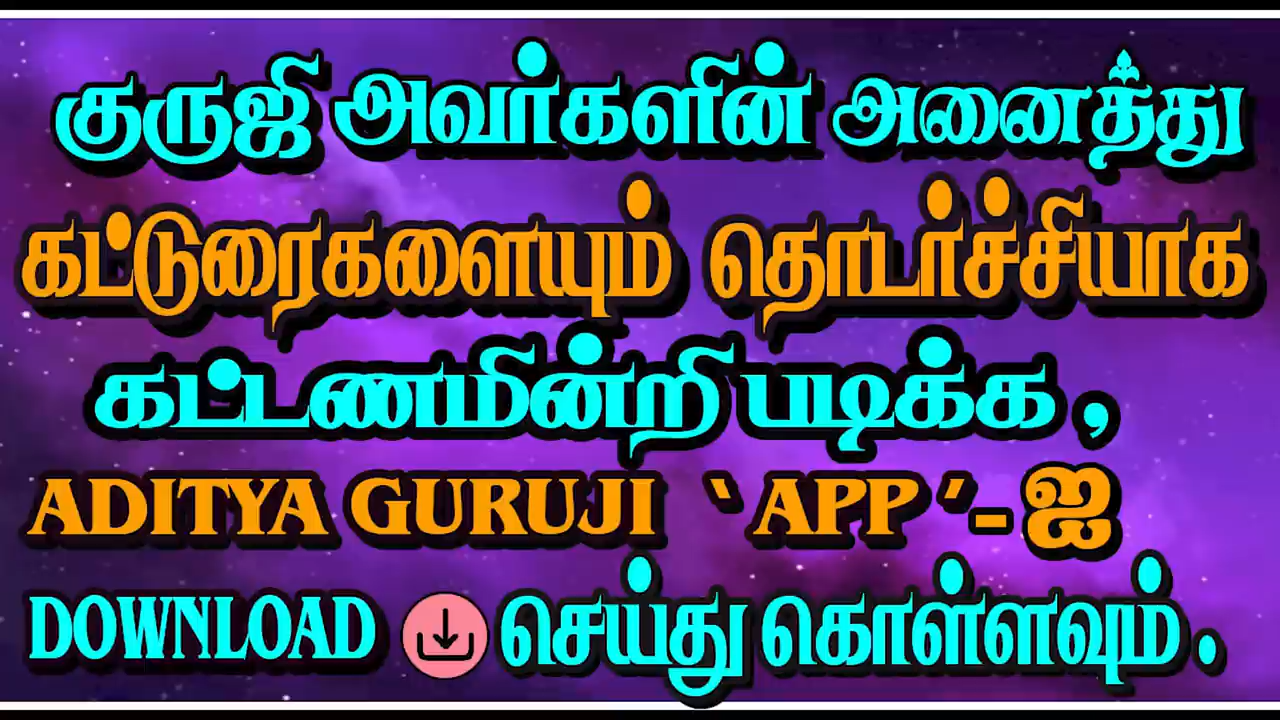 குருஜி அவர்களின் அனைத்து
கட்டுரைகளையும் தொடர்ச்சியாக
கட்டணமின்றி படிக்க ,
ADITYA GURUJI ‘ APP ’-ஐ
DOWNLOAD செய்து கொள்ளவும் .